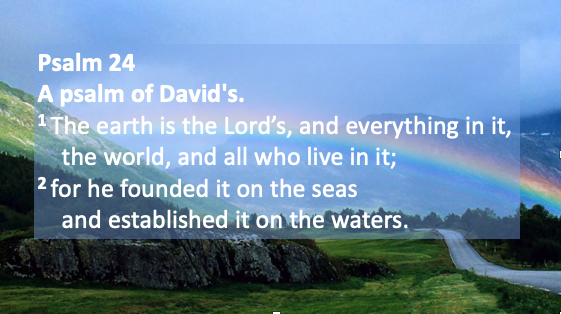 Psalm 24
A psalm of David's.
1 The earth is the Lord’s, and everything in it,
the world, and all who live in it;
2 for he founded it on the seas
and established it on the waters.